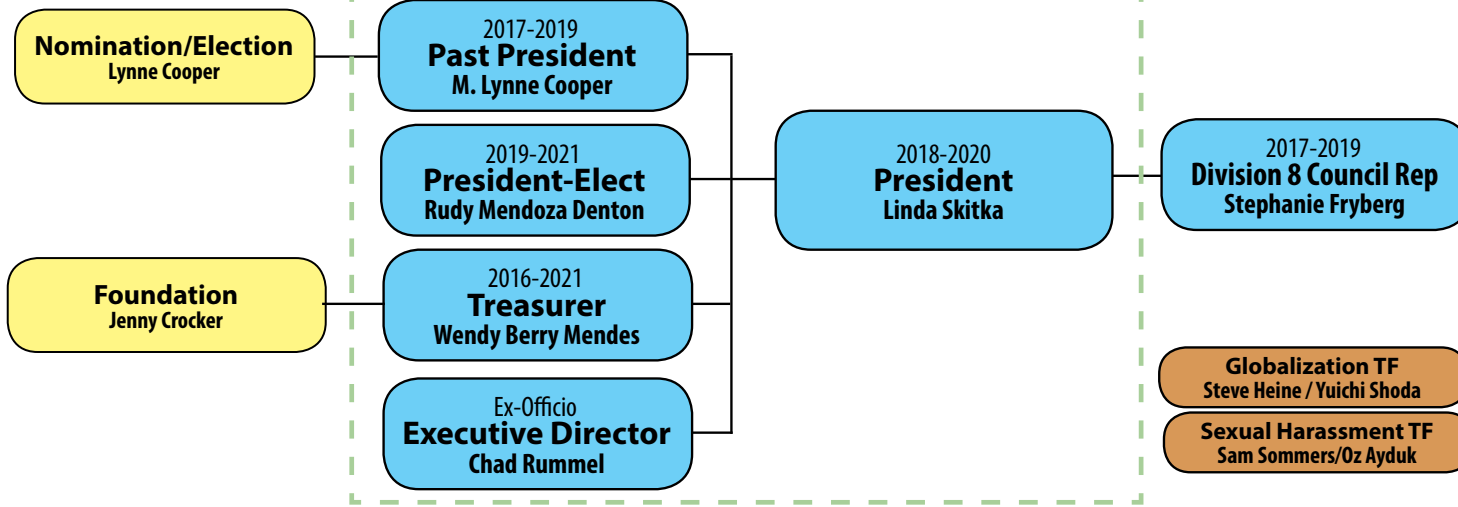 Nomination/Election
Lynne Cooper
2017-2019
Past President
M. Lynne Cooper
2019-2021
President-Elect
Rudy Mendoza Denton
2018-2020
President
Linda Skitka
2017-2019
Division 8 Council Rep
Stephanie Fryberg
Foundation
Jenny Crocker
2016-2021
Treasurer
Wendy Berry Mendes
Ex-Officio
Executive Director
Chad Rummel
Globalization TF
Steve Heine / Yuichi Shoda
Sexual Harassment TF
Sam Sommers/Oz Ayduk